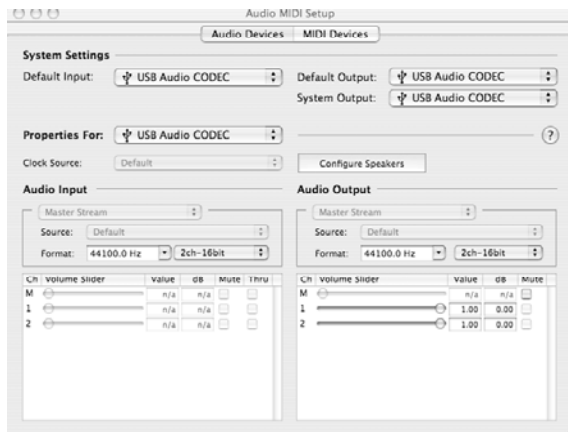 Audio MIDI Setup
Audio Devices MIDI Devices
System Settings
Default Input: USB Audio CODEC
Default Output: USB Audio CODEC
System Output: USB Audio CODEC
Properties For: USB Audio CODEC ?
Clock Source: Default
Configure Speakers
Audio Input
Master Stream
Source: Default
Format: 44100.0 Hz 2ch-16bit
Ch Volume Slider Value dB Mute Thru
M n/a n/a
1 n/a n/a
2 n/a n/a
Audio Output
Master Stream
Source: Default
Format: 44100.0 Hz 2ch-16bit
Ch Volume Slider Value dB Mute
M n/a n/a
1 1.00 0.00
2 1.00 0.00